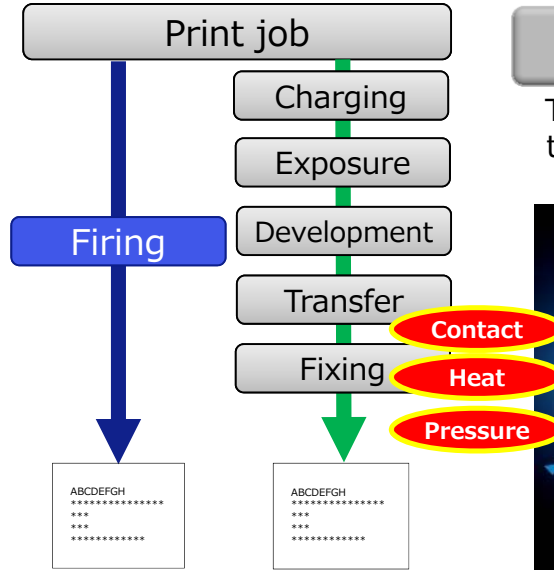 Print job
Charging
Exposure
Firing
Development
Transfer
Contact
Fixing
Heat
Pressure
ABCDEFGH
***************
***
***
************
ABCDEFGH
***************
***
***
************